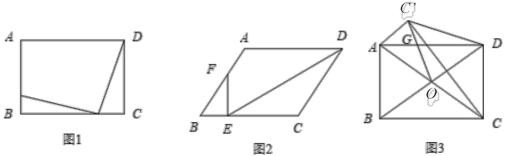 A D B C
图1
A D F B E C
图2
C' A G D O B C
图3